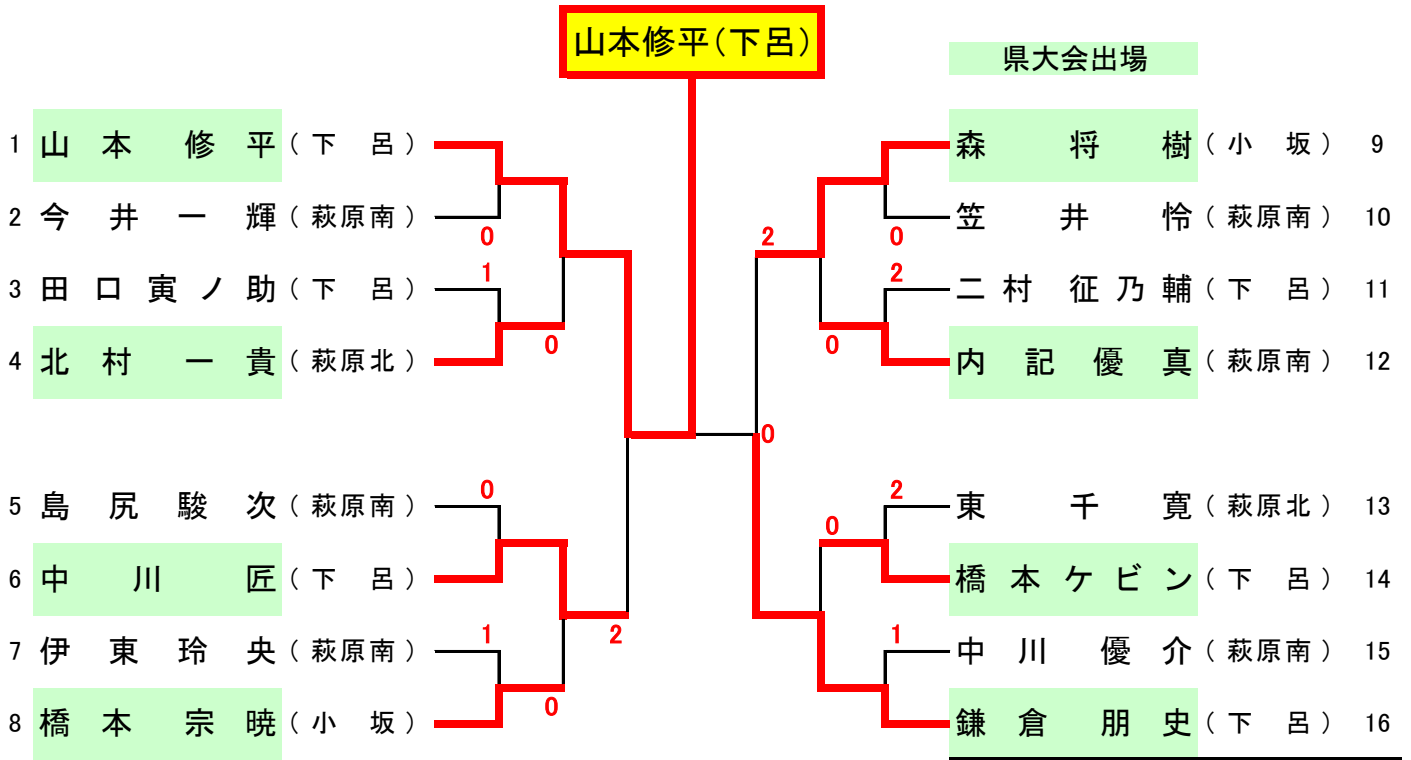 山本修平(下呂)
県大会出場
1 山本 修平(下 呂)
2 今井一輝(萩原南)
0
1
3 田口寅ノ助(下 呂)
0
4 北村一貴(萩原北)
0
5 島尻駿次(萩原南)
6 中川 匠(下 呂)
1
7 伊東玲央(萩原南)
2
0
8 橋本宗暁(小 坂)
森 将樹(小 坂) 9
2
笠井 怜(萩原南) 10
0
2
二村征乃輔(下 呂) 11
0
内記優真(萩原南) 12
0
2
東 千寛(萩原北) 13
0
橋本ケビン(下 呂) 14
1
中川優介(萩原南) 15
鎌倉朋史(下 呂) 16